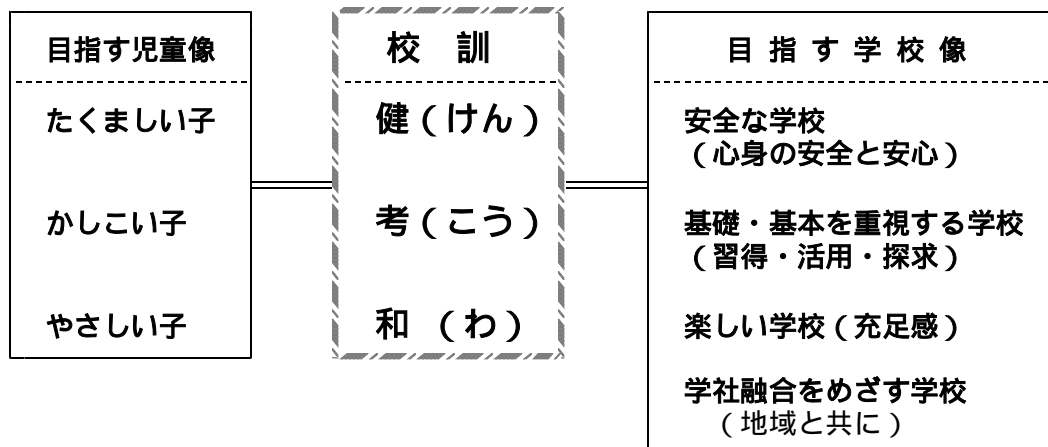 目指す児童像
たくましい子
かしこい子
やさしい子
校 訓
健（けん）
考（こう）
和 （わ）
目 指 す 学 校 像
安全な学校
（心身の安全と安心）
基礎・基本を重視する学校
（習得・活用・探求）
楽しい学校（充足感）
学社融合をめざす学校
（地域と共に）